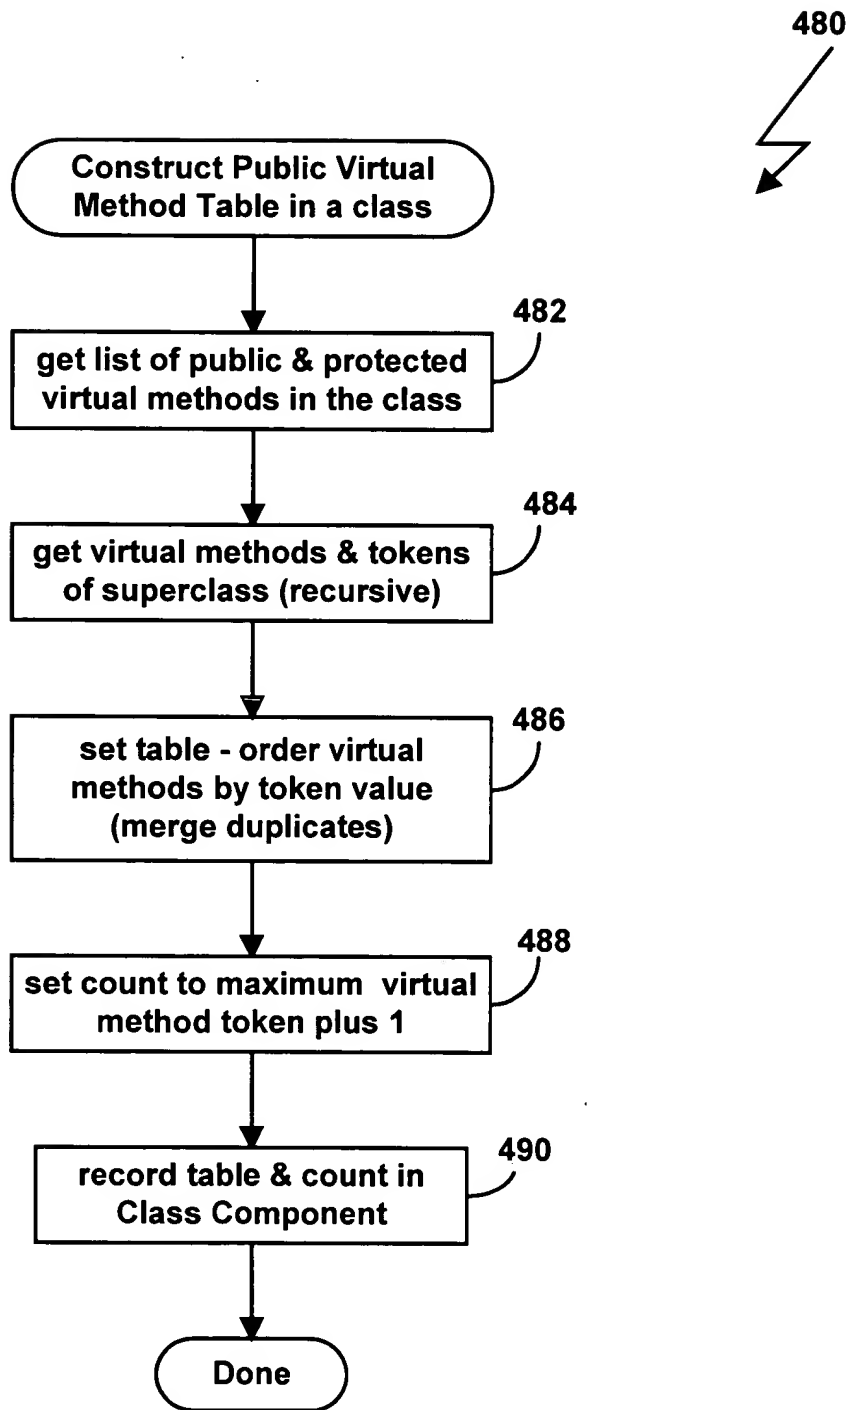 480
Construct Public Virtual
Method Table in a class
482
get list of public & protected
virtual methods in the class
484
get virtual methods & tokens
of superclass (recursive)
486
set table - order virtual
methods by token value
(merge duplicates)
488
set count to maximum virtual
method token plus 1
490
record table & count in
Class Component
Done